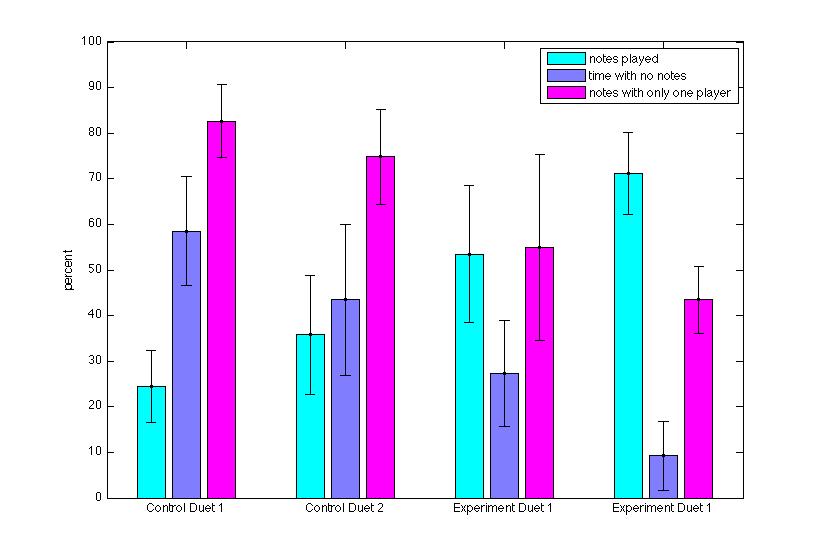 100
90
80
70
60
50
40
30
20
10
0
percent
notes played
time with no notes
notes with only one player
Control Duet 1
Control Duet 2
Experiment Duet 1
Experiment Duet 1